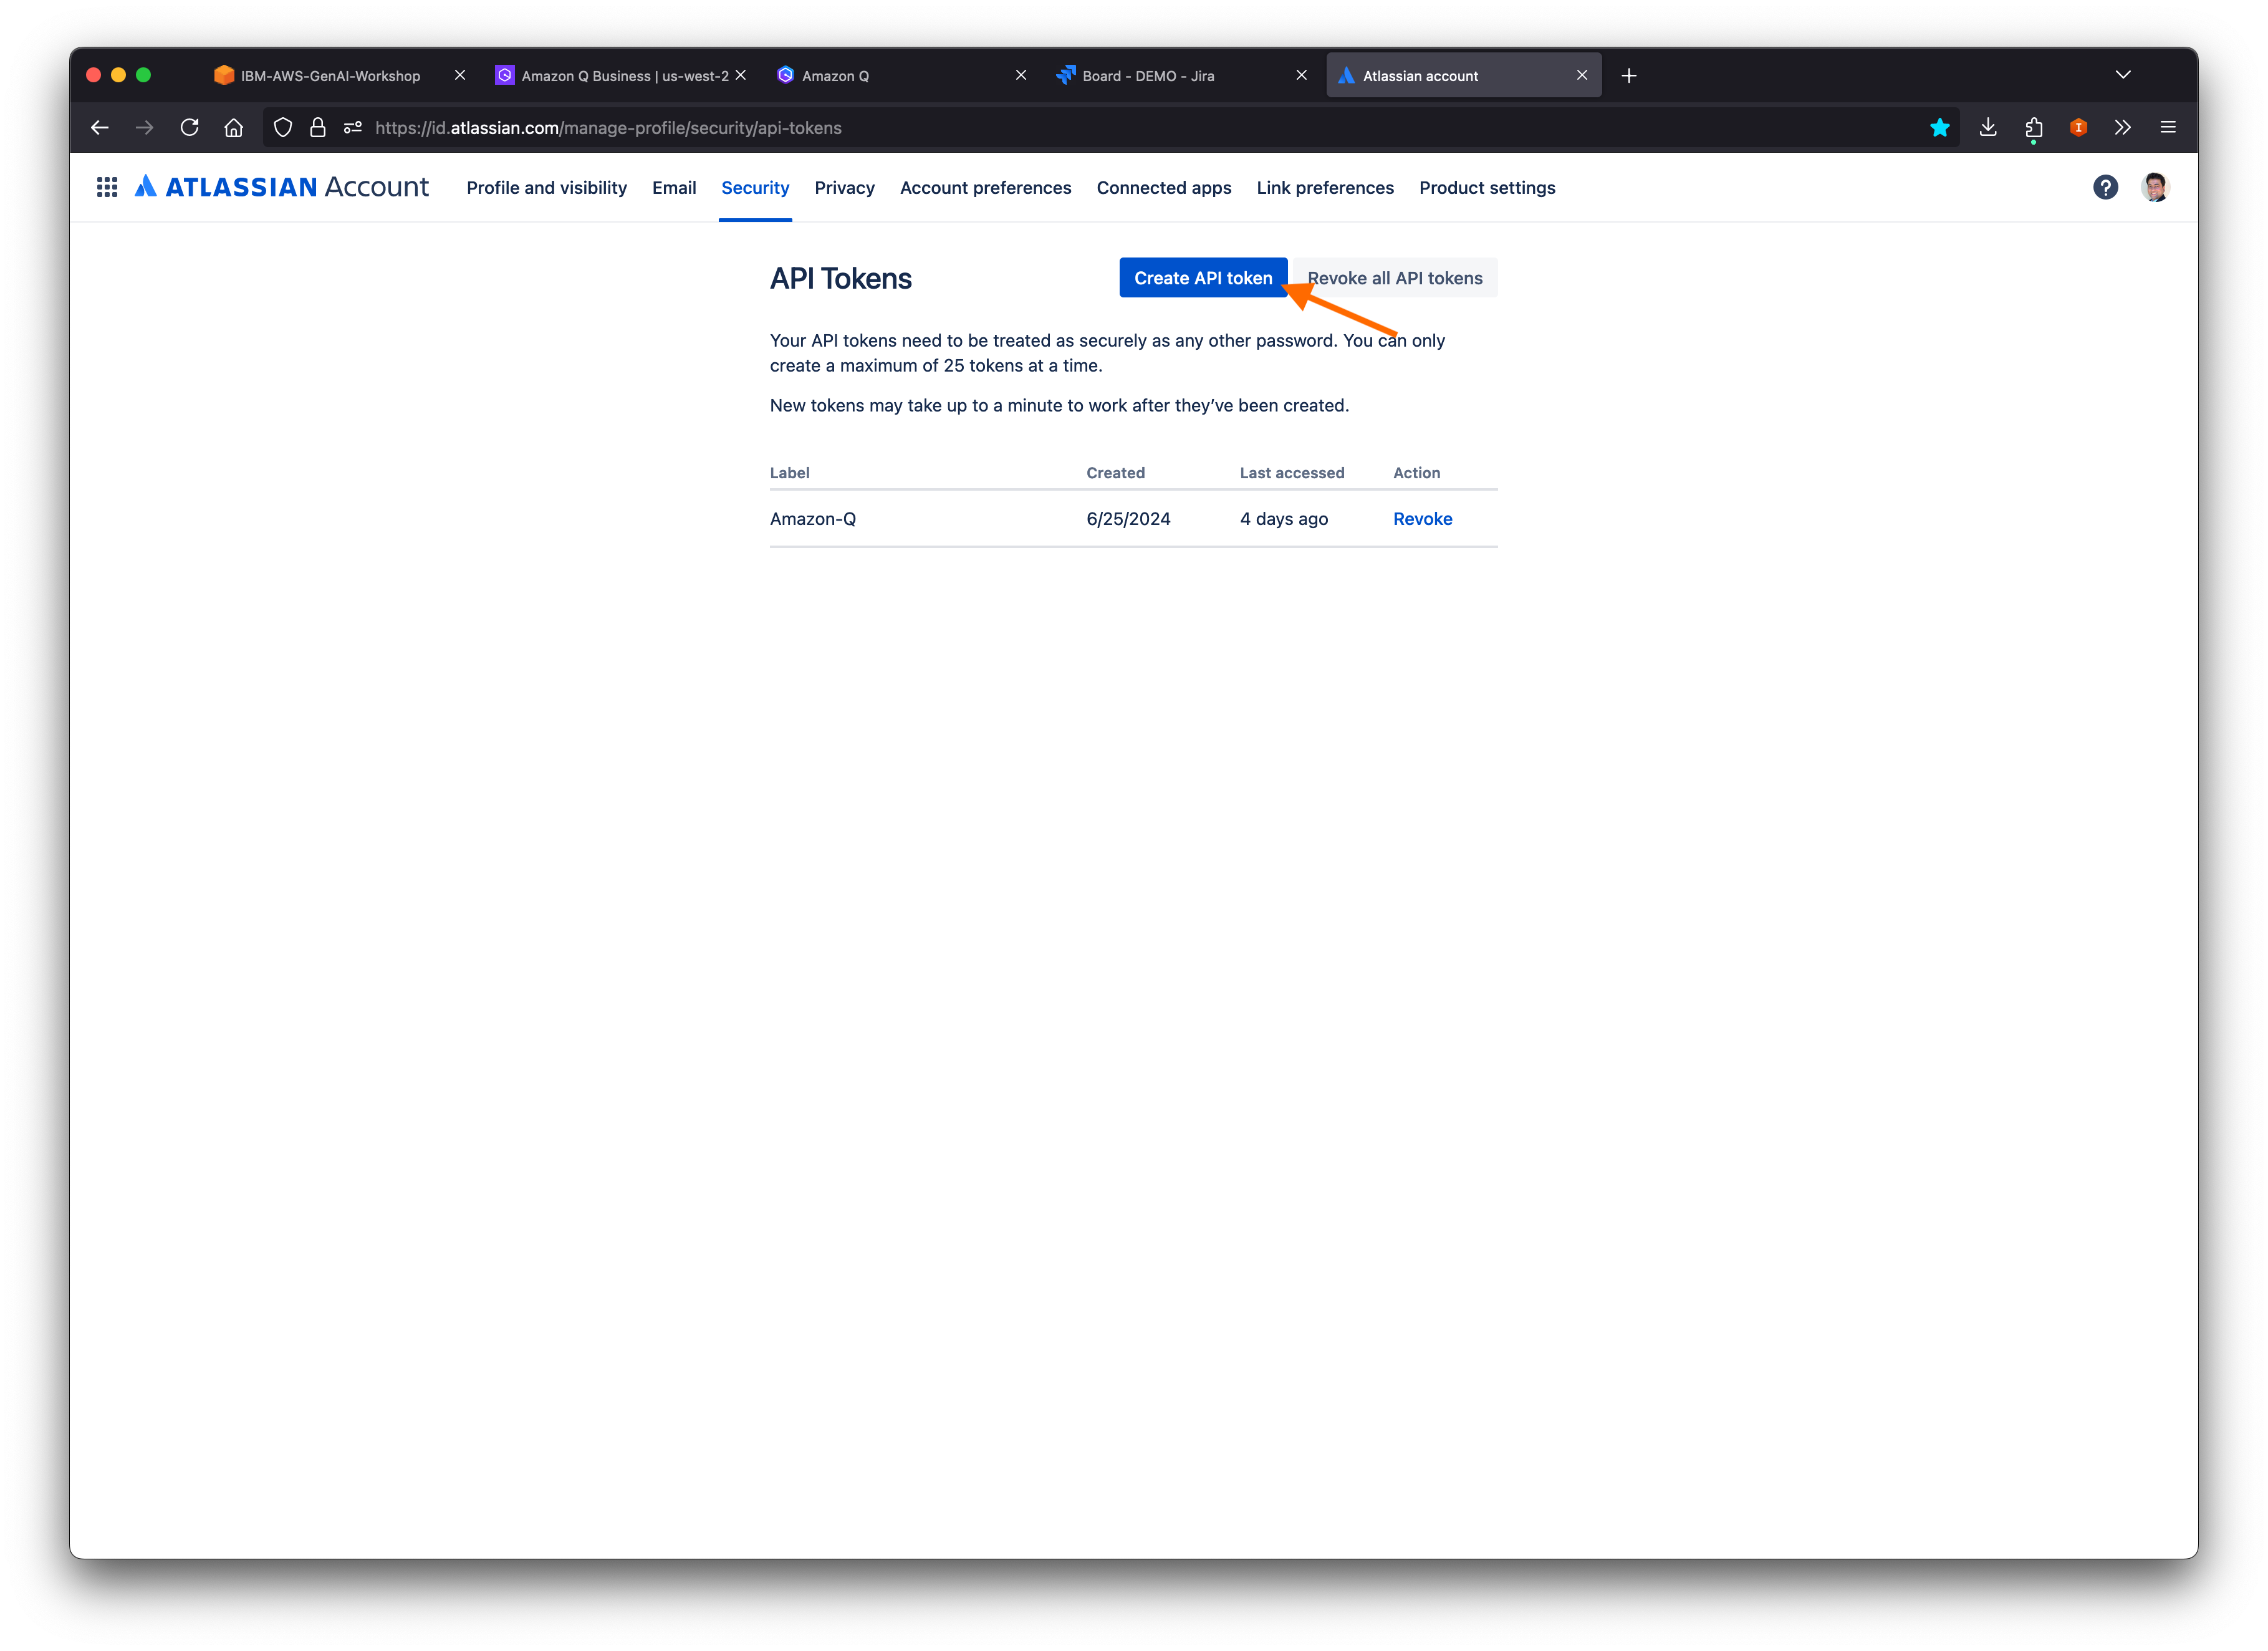 IBM-AWS-GenAI-Workshop
Amazon Q Business | us-west-2
Amazon Q
Board - DEMO - Jira
Atlassian account
https://id.atlassian.com/manage-profile/security/api-tokens
I
ATLASSIAN Account
Profile and visibility
Email
Security
Privacy
Account preferences
Connected apps
Link preferences
Product settings
?
API Tokens
Create API token
Revoke all API tokens
Your API tokens need to be treated as securely as any other password. You can only
create a maximum of 25 tokens at a time.
New tokens may take up to a minute to work after they’ve been created.
Label Created Last accessed Action
Amazon-Q 6/25/2024 4 days ago Revoke